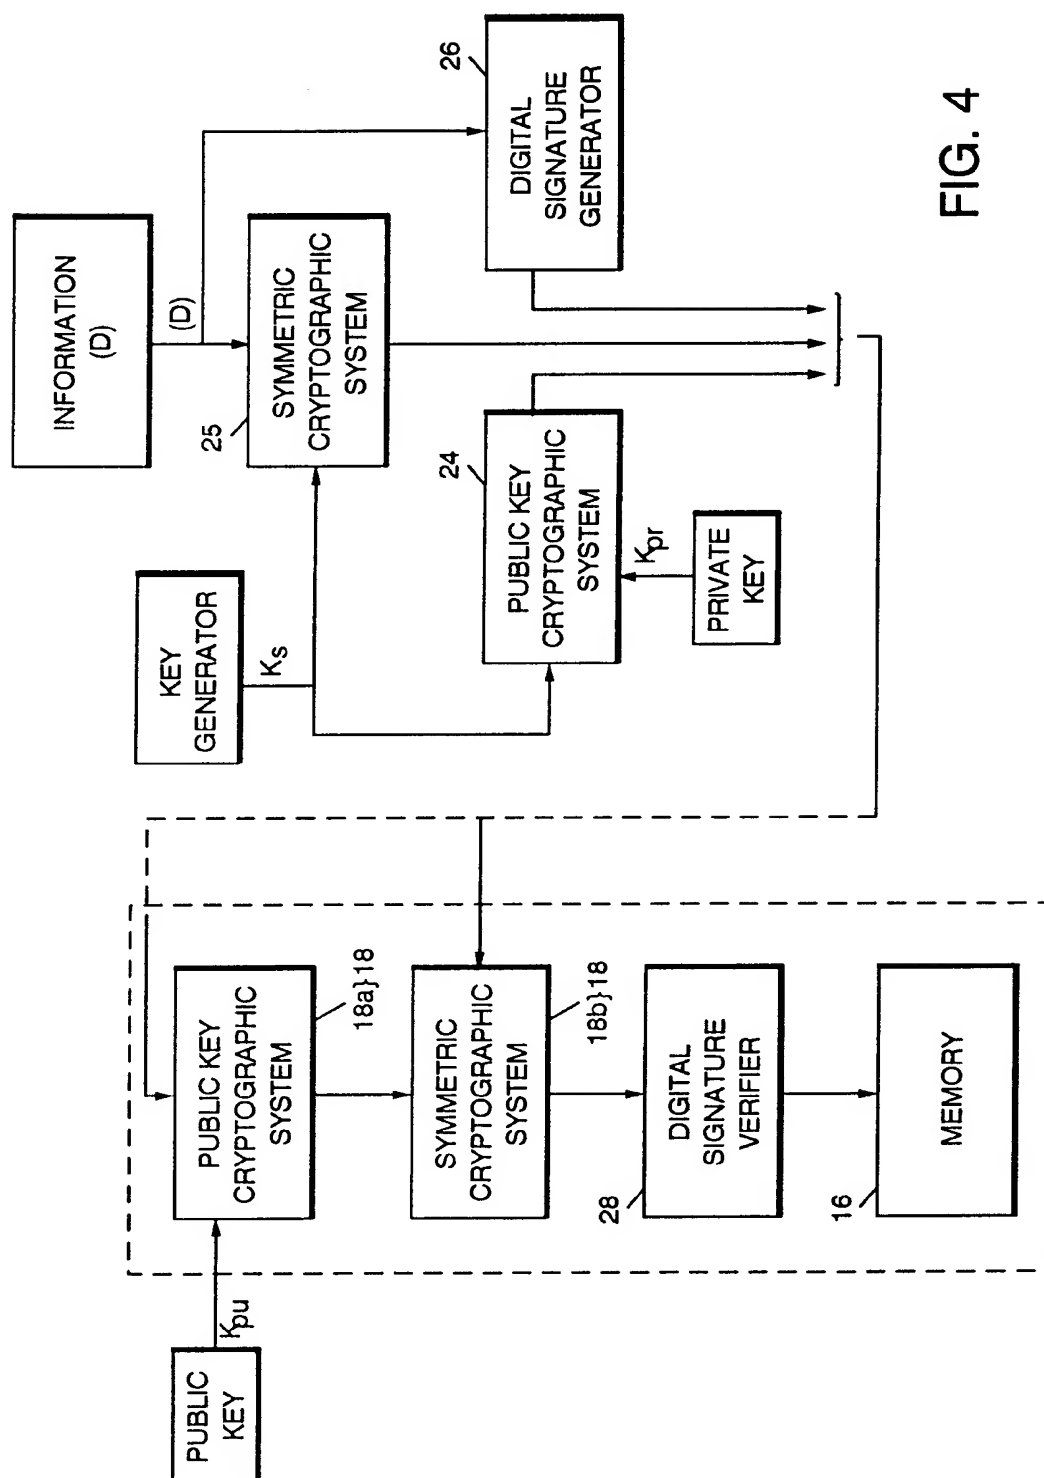 INFORMATION
(D)
(D)
SYMMETRIC
CRYPTOGRAPHIC
SYSTEM
25
DIGITAL
SIGNATURE
GENERATOR
26
KEY
GENERATOR
Ks
PUBLIC KEY
CRYPTOGRAPHIC
SYSTEM
24
Kpr
PRIVATE
KEY
PUBLIC
KEY
Kpu
PUBLIC KEY
CRYPTOGRAPHIC
SYSTEM
18a}18
SYMMETRIC
CRYPTOGRAPHIC
SYSTEM
18b}18
DIGITAL
SIGNATURE
VERIFIER
28
MEMORY
16
FIG. 4